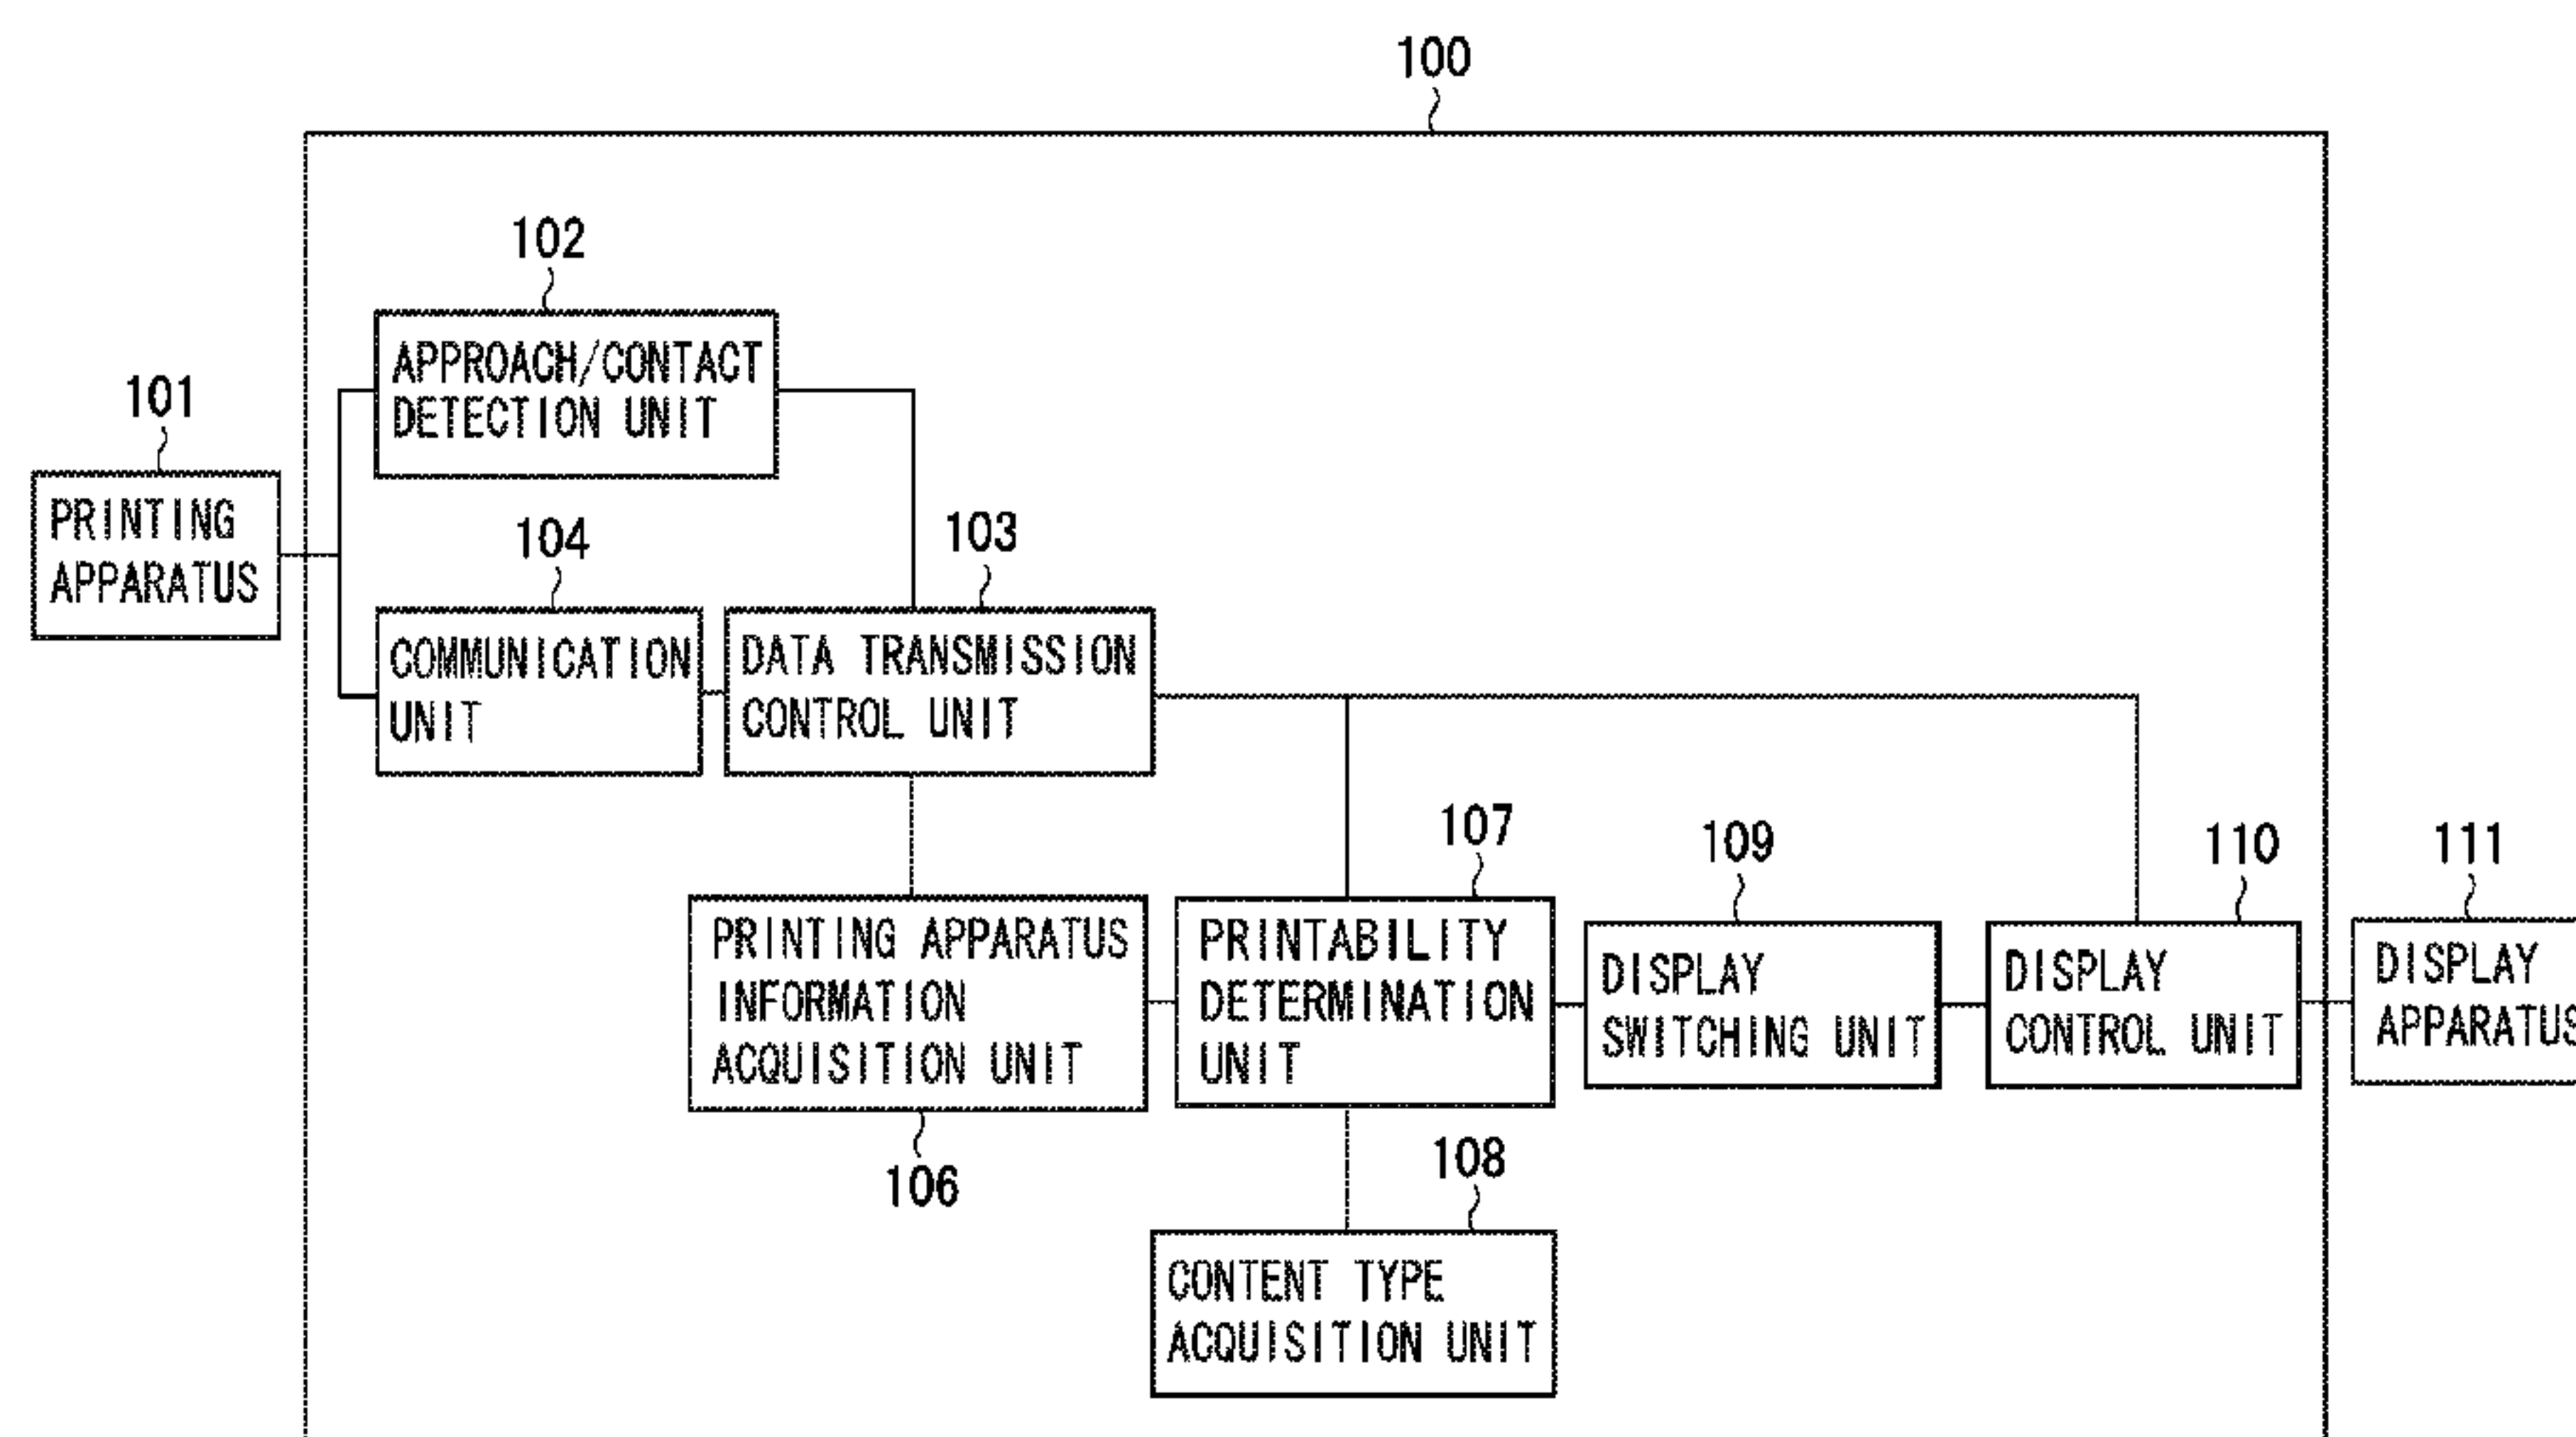 100
102
APPROACH/CONTACT
DETECTION UNIT
101
PRINTING
APPARATUS
104
COMMUNICATION
UNIT
103
DATA TRANSMISSION
CONTROL UNIT
107
109
110
111
PRINTING APPARATUS
INFORMATION
ACQUISITION UNIT
PRINTABILITY
DETERMINATION
UNIT
DISPLAY
SWITCHING UNIT
DISPLAY
CONTROL UNIT
DISPLAY
APPARATUS
106
108
CONTENT TYPE
ACQUISITION UNIT